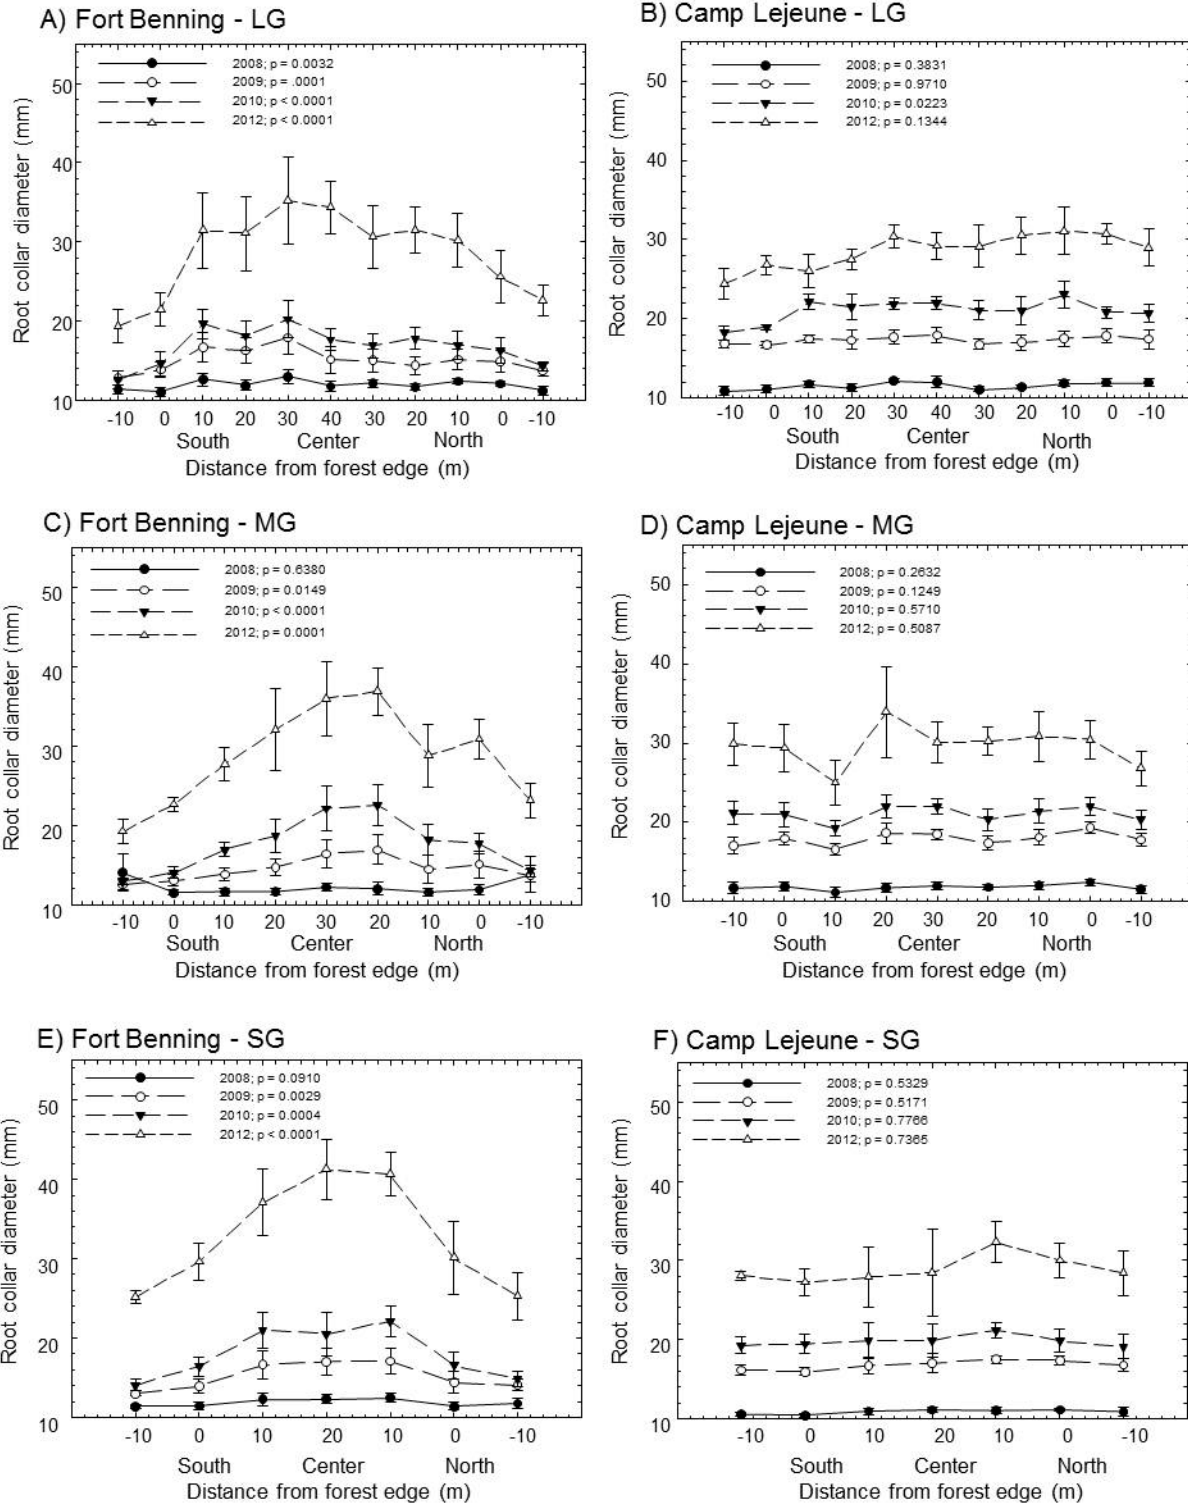 A) Fort Benning - LG
2008; p = 0.0032
2009; p = .0001
2010; p < 0.0001
2012; p < 0.0001
Root collar diameter (mm)
50
40
30
20
10
-10 0 10 20 30 40 30 20 10 0 -10
South Center North
Distance from forest edge (m)
B) Camp Lejeune - LG
2008; p = 0.3831
2009; p = 0.9710
2010; p = 0.0223
2012; p = 0.1344
Root collar diameter (mm)
50
40
30
20
10
-10 0 10 20 30 40 30 20 10 0 -10
South Center North
Distance from forest edge (m)
C) Fort Benning - MG
2008; p = 0.6380
2009; p = 0.0149
2010; p < 0.0001
2012; p = 0.0001
Root collar diameter (mm)
50
40
30
20
10
-10 0 10 20 30 20 10 0 -10
South Center North
Distance from forest edge (m)
D) Camp Lejeune - MG
2008; p = 0.2632
2009; p = 0.1249
2010; p = 0.5710
2012; p = 0.5087
Root collar diameter (mm)
50
40
30
20
10
-10 0 10 20 30 20 10 0 -10
South Center North
Distance from forest edge (m)
E) Fort Benning - SG
2008; p = 0.0910
2009; p = 0.0029
2010; p = 0.0004
2012; p < 0.0001
Root collar diameter (mm)
50
40
30
20
10
-10 0 10 20 10 0 -10
South Center North
Distance from forest edge (m)
F) Camp Lejeune - SG
2008; p = 0.5329
2009; p = 0.5171
2010; p = 0.7766
2012; p = 0.7365
Root collar diameter (mm)
50
40
30
20
10
-10 0 10 20 10 0 -10
South Center North
Distance from forest edge (m)